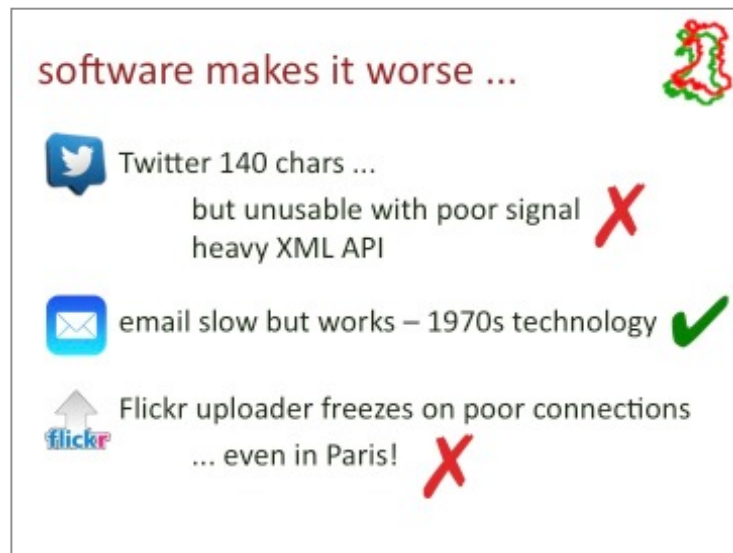 software makes it worse ...
Twitter 140 chars ...
but unusable with poor signal
heavy XML API
email slow but works – 1970s technology
Flickr uploader freezes on poor connections
flickr
... even in Paris!